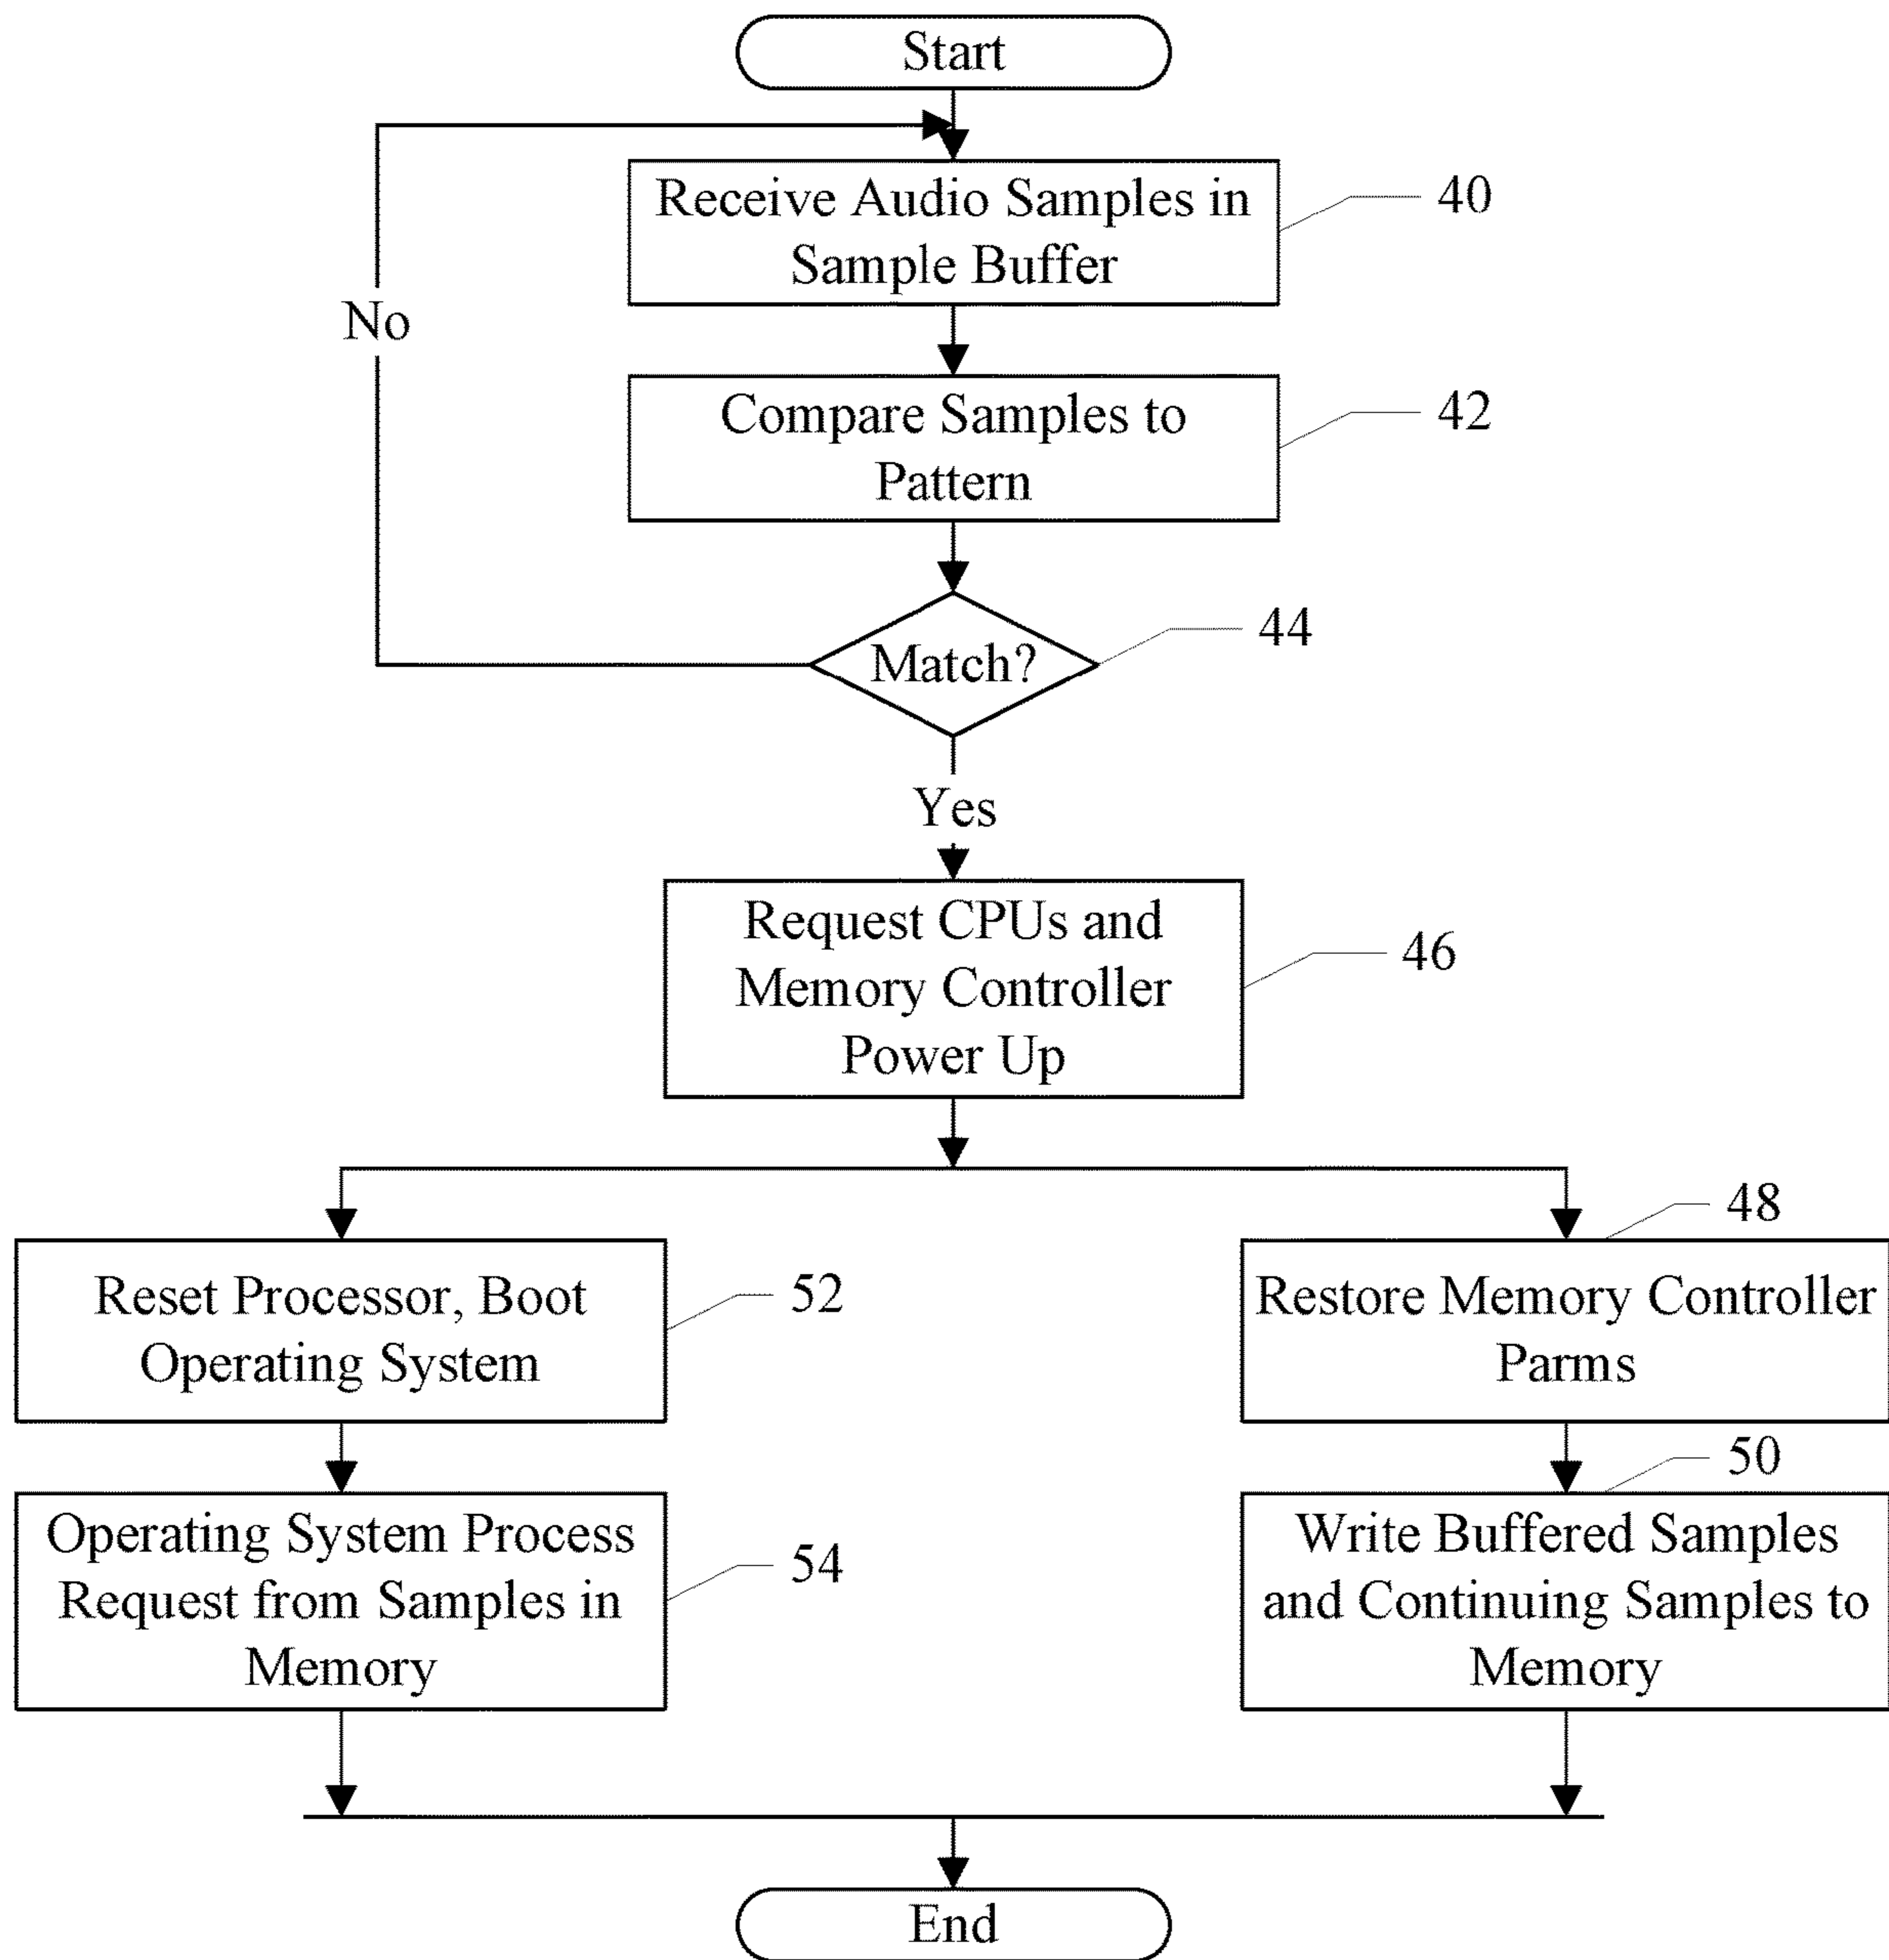 Start
Receive Audio Samples in
Sample Buffer
40
No
Compare Samples to
Pattern
42
Match?
44
Yes
Request CPUs and
Memory Controller
Power Up
46
Reset Processor, Boot
Operating System
52
Restore Memory Controller
Parms
48
Operating System Process
Request from Samples in
Memory
54
Write Buffered Samples
and Continuing Samples to
Memory
50
End